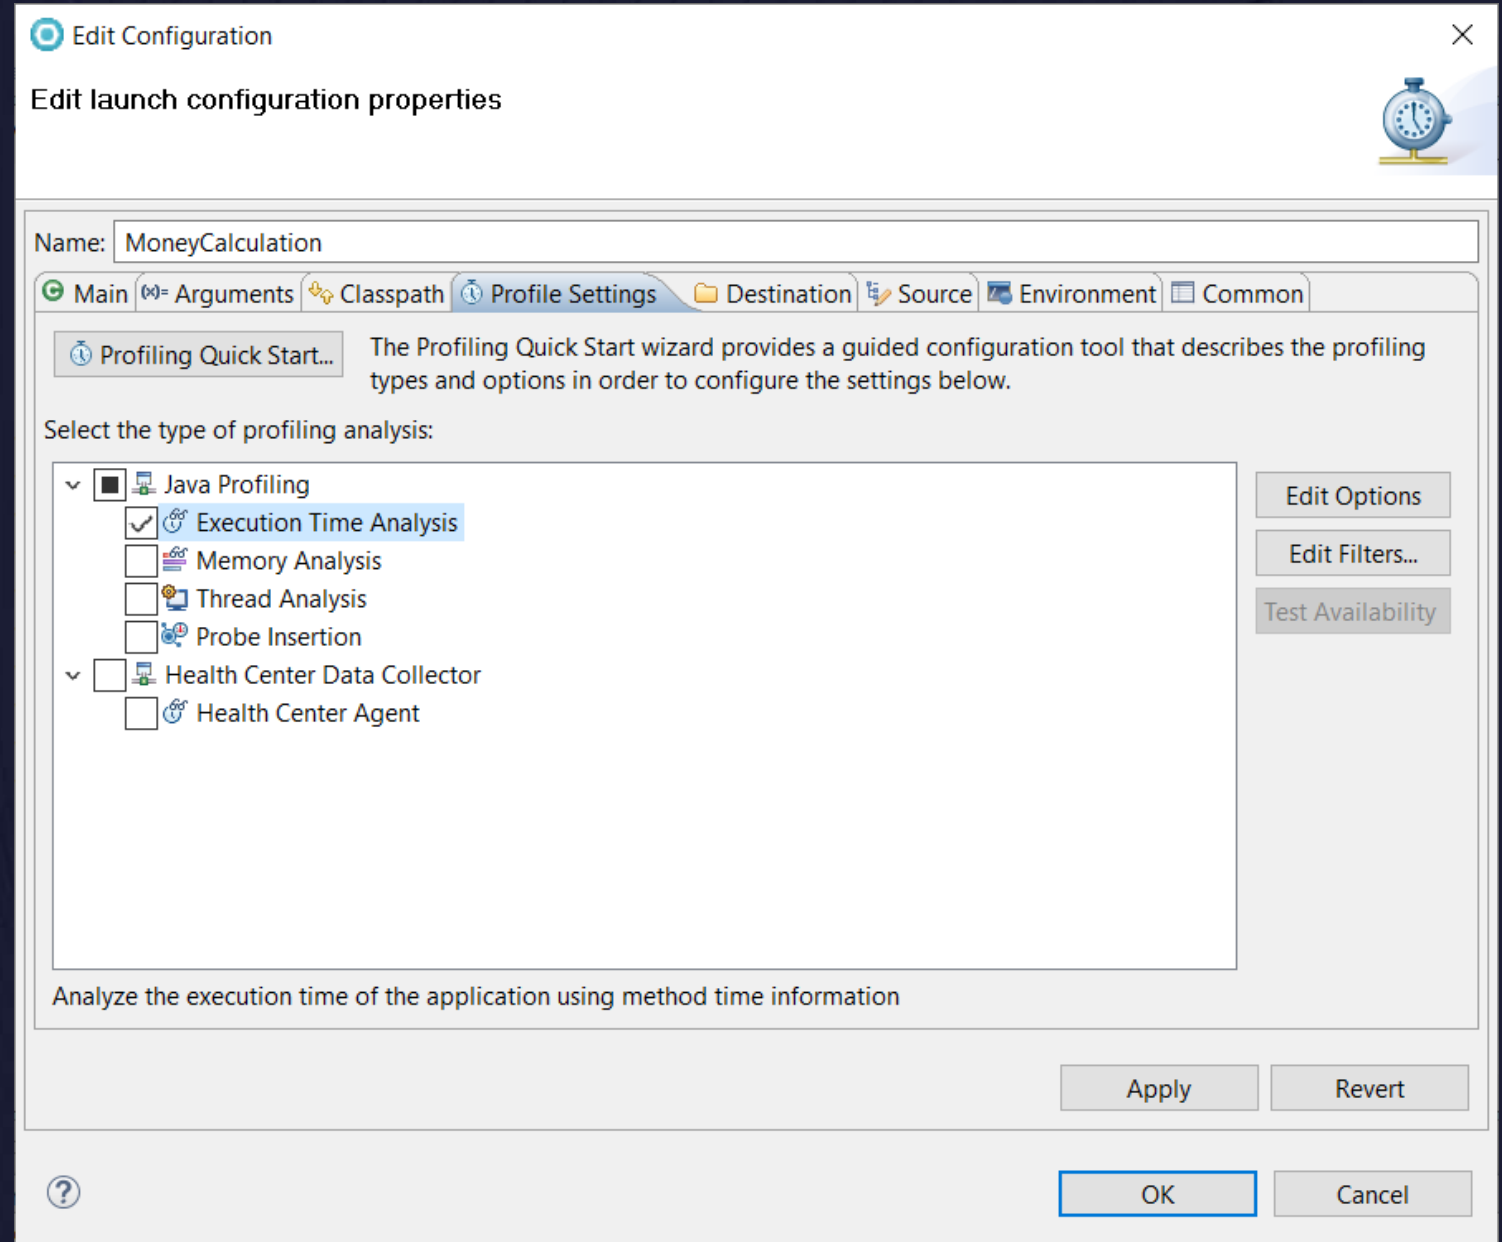 Edit Configuration
Edit launch configuration properties
Name: MoneyCalculation
Main (x)= Arguments Classpath Profile Settings Destination Source Environment Common
Profiling Quick Start... The Profiling Quick Start wizard provides a guided configuration tool that describes the profiling
types and options in order to configure the settings below.
Select the type of profiling analysis:
Java Profiling
Execution Time Analysis
Memory Analysis
Thread Analysis
Probe Insertion
Health Center Data Collector
Health Center Agent
Edit Options
Edit Filters...
Test Availability
Analyze the execution time of the application using method time information
Apply Revert
? OK Cancel